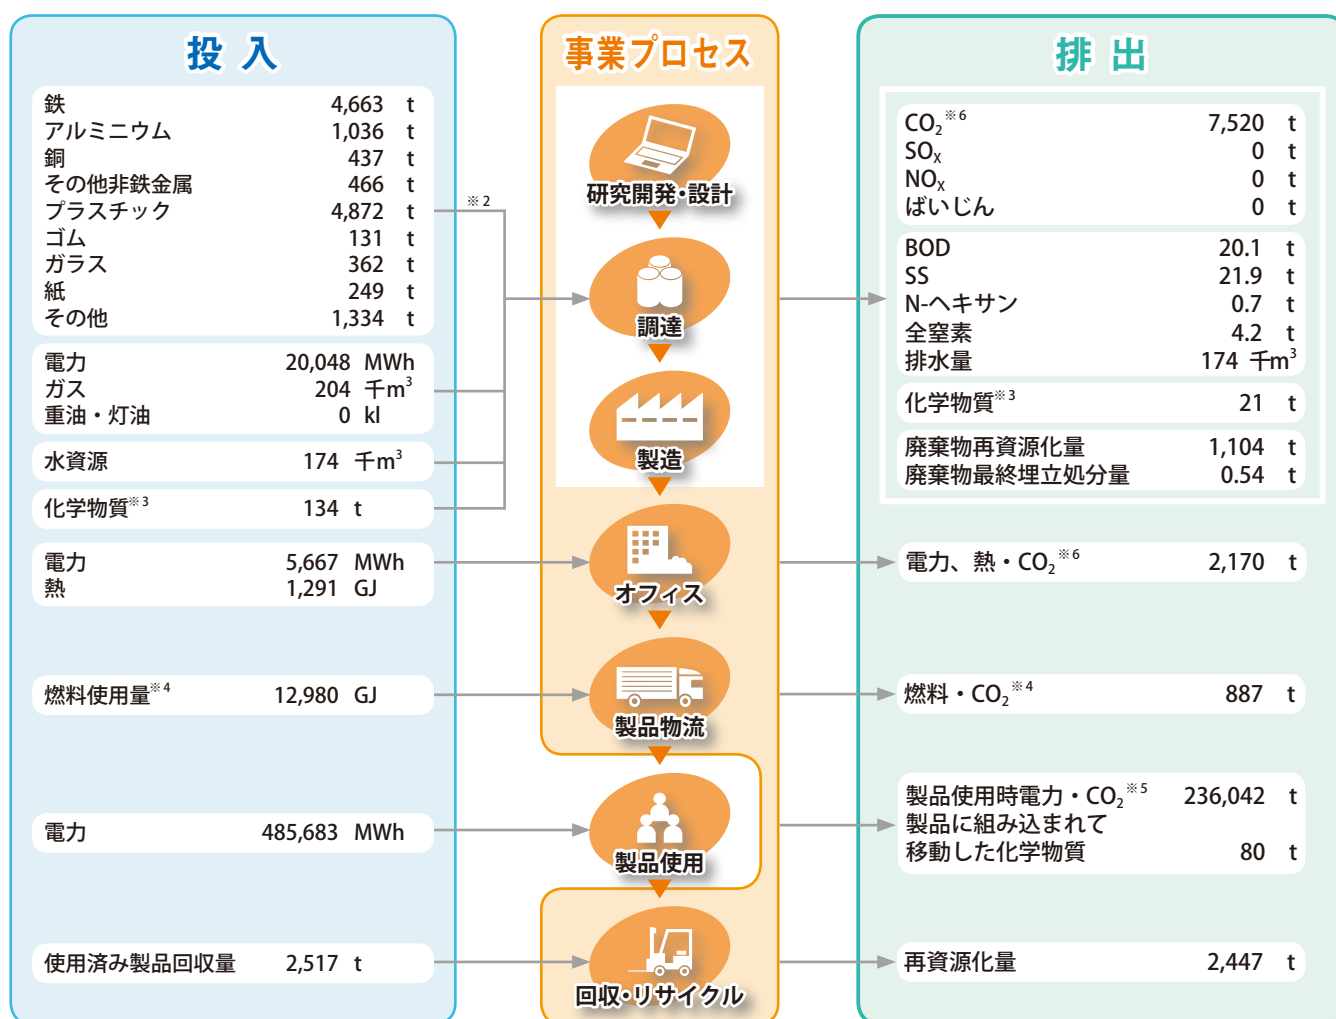 投入
鉄 4,663 t
アルミニウム 1,036 t
銅 437 t
その他非鉄金属 466 t
プラスチック 4,872 t
ゴム 131 t
ガラス 362 t
紙 249 t
その他 1,334 t
※2
電力 20,048 MWh
ガス 204 千m³
重油・灯油 0 kl
水資源 174 千m³
化学物質※3 134 t
電力 5,667 MWh
熱 1,291 GJ
燃料使用量※4 12,980 GJ
電力 485,683 MWh
使用済み製品回収量 2,517 t
事業プロセス
研究開発・設計
調達
製造
オフィス
製品物流
製品使用
回収・リサイクル
排出
CO₂※6 7,520 t
SOx 0 t
NOx 0 t
ばいじん 0 t
BOD 20.1 t
SS 21.9 t
N-ヘキサン 0.7 t
全窒素 4.2 t
排水量 174 千m³
化学物質※3 21 t
廃棄物再資源化量 1,104 t
廃棄物最終埋立処分量 0.54 t
電力、熱・CO₂※6 2,170 t
燃料・CO₂※4 887 t
製品使用時電力・CO₂※5 236,042 t
製品に組み込まれて
移動した化学物質 80 t
再資源化量 2,447 t